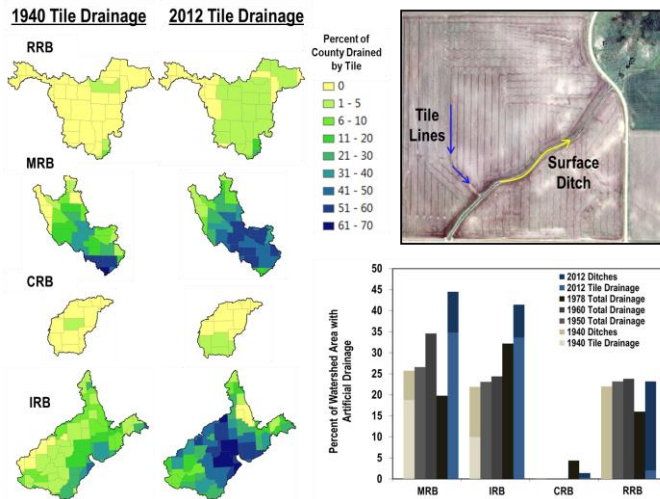 1940 Tile Drainage
2012 Tile Drainage
RRB
MRB
CRB
IRB
Percent of
County Drained
by Tile
0
1 - 5
6 - 10
11 - 20
21 - 30
31 - 40
41 - 50
51 - 60
61 - 70
Tile
Lines
Surface
Ditch
Percent of Watershed Area with
Artificial Drainage
50
45
40
35
30
25
20
15
10
5
0
2012 Ditches
2012 Tile Drainage
1978 Total Drainage
1960 Total Drainage
1950 Total Drainage
1940 Ditches
1940 Tile Drainage
MRB
IRB
CRB
RRB